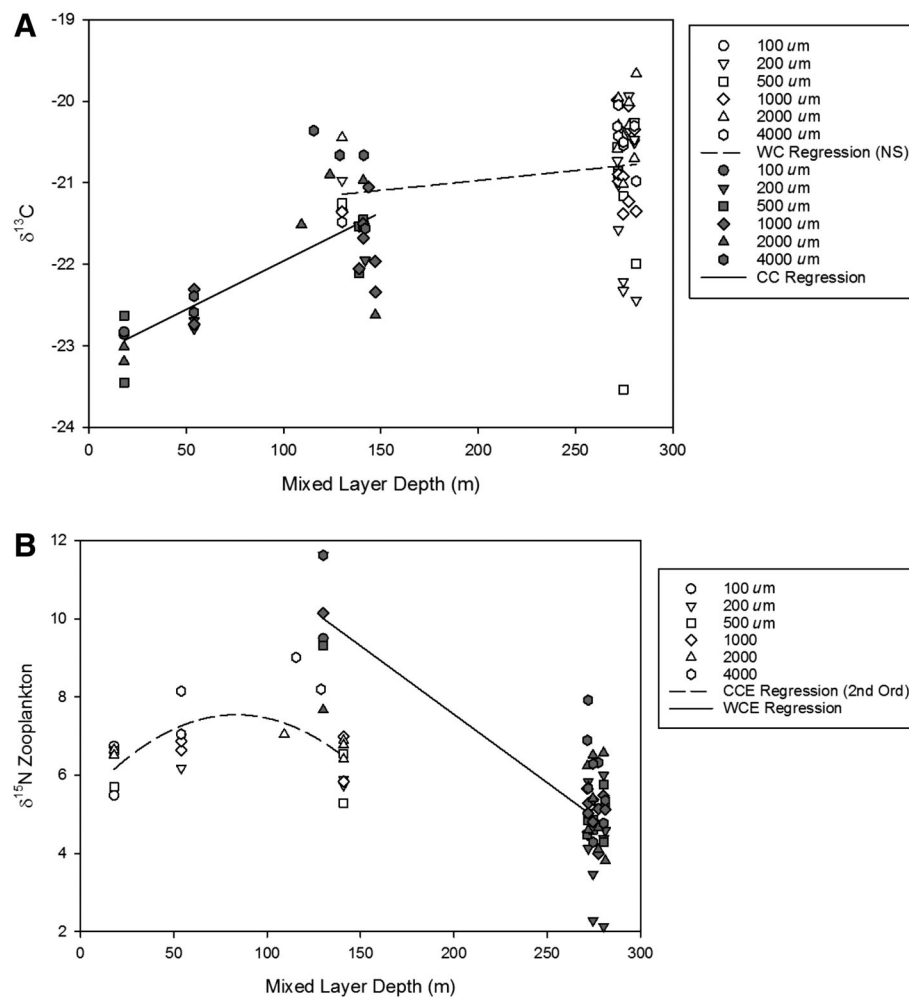 A
-19
-20
-21
-22
-23
-24
δ13C
0
50
100
150
200
250
300
Mixed Layer Depth (m)
100 um
200 um
500 um
1000 um
2000 um
4000 um
WC Regression (NS)
100 um
200 um
500 um
1000 um
2000 um
4000 um
CC Regression
B
12
10
8
6
4
2
δ15N Zooplankton
0
50
100
150
200
250
300
Mixed Layer Depth (m)
100 um
200 um
500 um
1000
2000
4000
CCE Regression (2nd Ord)
WCE Regression